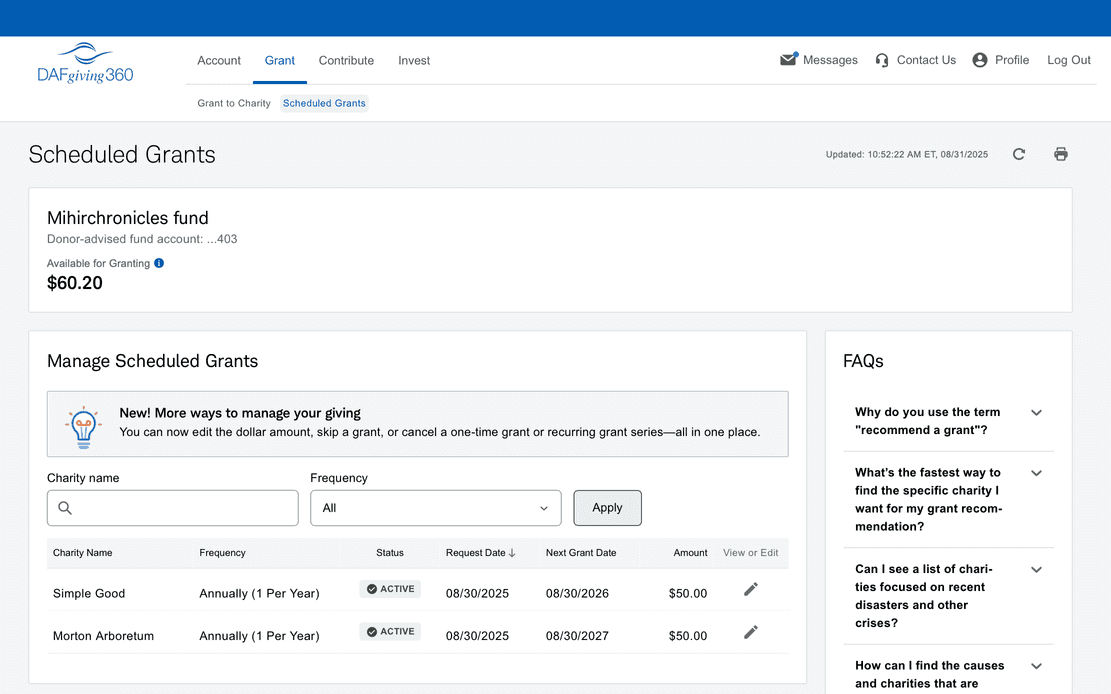 DAFgiving360
Account Grant Contribute Invest
Messages Contact Us Profile Log Out
Grant to Charity Scheduled Grants
Scheduled Grants
Updated: 10:52:22 AM ET, 08/31/2025
Mihirchronicles fund
Donor-advised fund account: ...403
Available for Granting
$60.20
Manage Scheduled Grants
New! More ways to manage your giving
You can now edit the dollar amount, skip a grant, or cancel a one-time grant or recurring grant series—all in one place.
Charity name
Frequency
All
Apply
Charity Name Frequency Status Request Date Next Grant Date Amount View or Edit
Simple Good Annually (1 Per Year) ACTIVE 08/30/2025 08/30/2026 $50.00
Morton Arboretum Annually (1 Per Year) ACTIVE 08/30/2025 08/30/2027 $50.00
FAQs
Why do you use the term
"recommend a grant"?
What's the fastest way to
find the specific charity I
want for my grant recom-
mendation?
Can I see a list of chari-
ties focused on recent
disasters and other
crises?
How can I find the causes
and charities that are